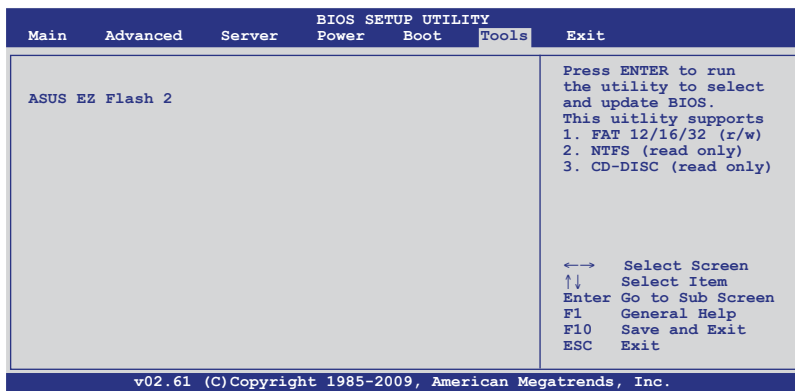 BIOS SETUP UTILITY
Main Advanced Server Power Boot Tools Exit
ASUS EZ Flash 2
Press ENTER to run
the utility to select
and update BIOS.
This uitlity supports
1. FAT 12/16/32 (r/w)
2. NTFS (read only)
3. CD-DISC (read only)
←→ Select Screen
↑↓ Select Item
Enter Go to Sub Screen
F1 General Help
F10 Save and Exit
ESC Exit
v02.61 (C)Copyright 1985-2009, American Megatrends, Inc.